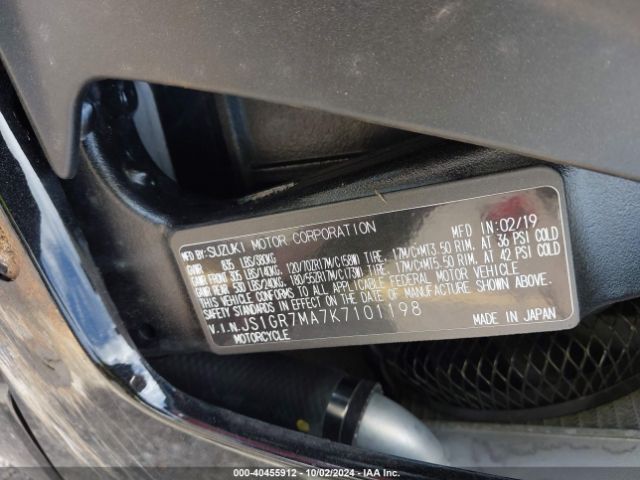 MFD BY:SUZUKI MOTOR CORPORATION MFD IN:02/19
GVWR 835 LBS/380KG
GAWR FRONT 305 LBS/140KG, 120/70ZR17M/C(58W) TIRE, 17M/CxMT3.50 RIM, AT 36 PSI COLD
GAWR REAR 530 LBS/240KG, 180/55ZR17M/C(73W) TIRE, 17M/CxMT5.50 RIM, AT 42 PSI COLD
THIS VEHICLE CONFORMS TO ALL APPLICABLE FEDERAL MOTOR VEHICLE
SAFETY STANDARDS IN EFFECT ON THE DATE OF MANUFACTURE SHOWN ABOVE.
V.I.N. JS1GR7MA7K7101198
MOTORCYCLE MADE IN JAPAN
000-40455912 - 10/02/2024 - IAA Inc.